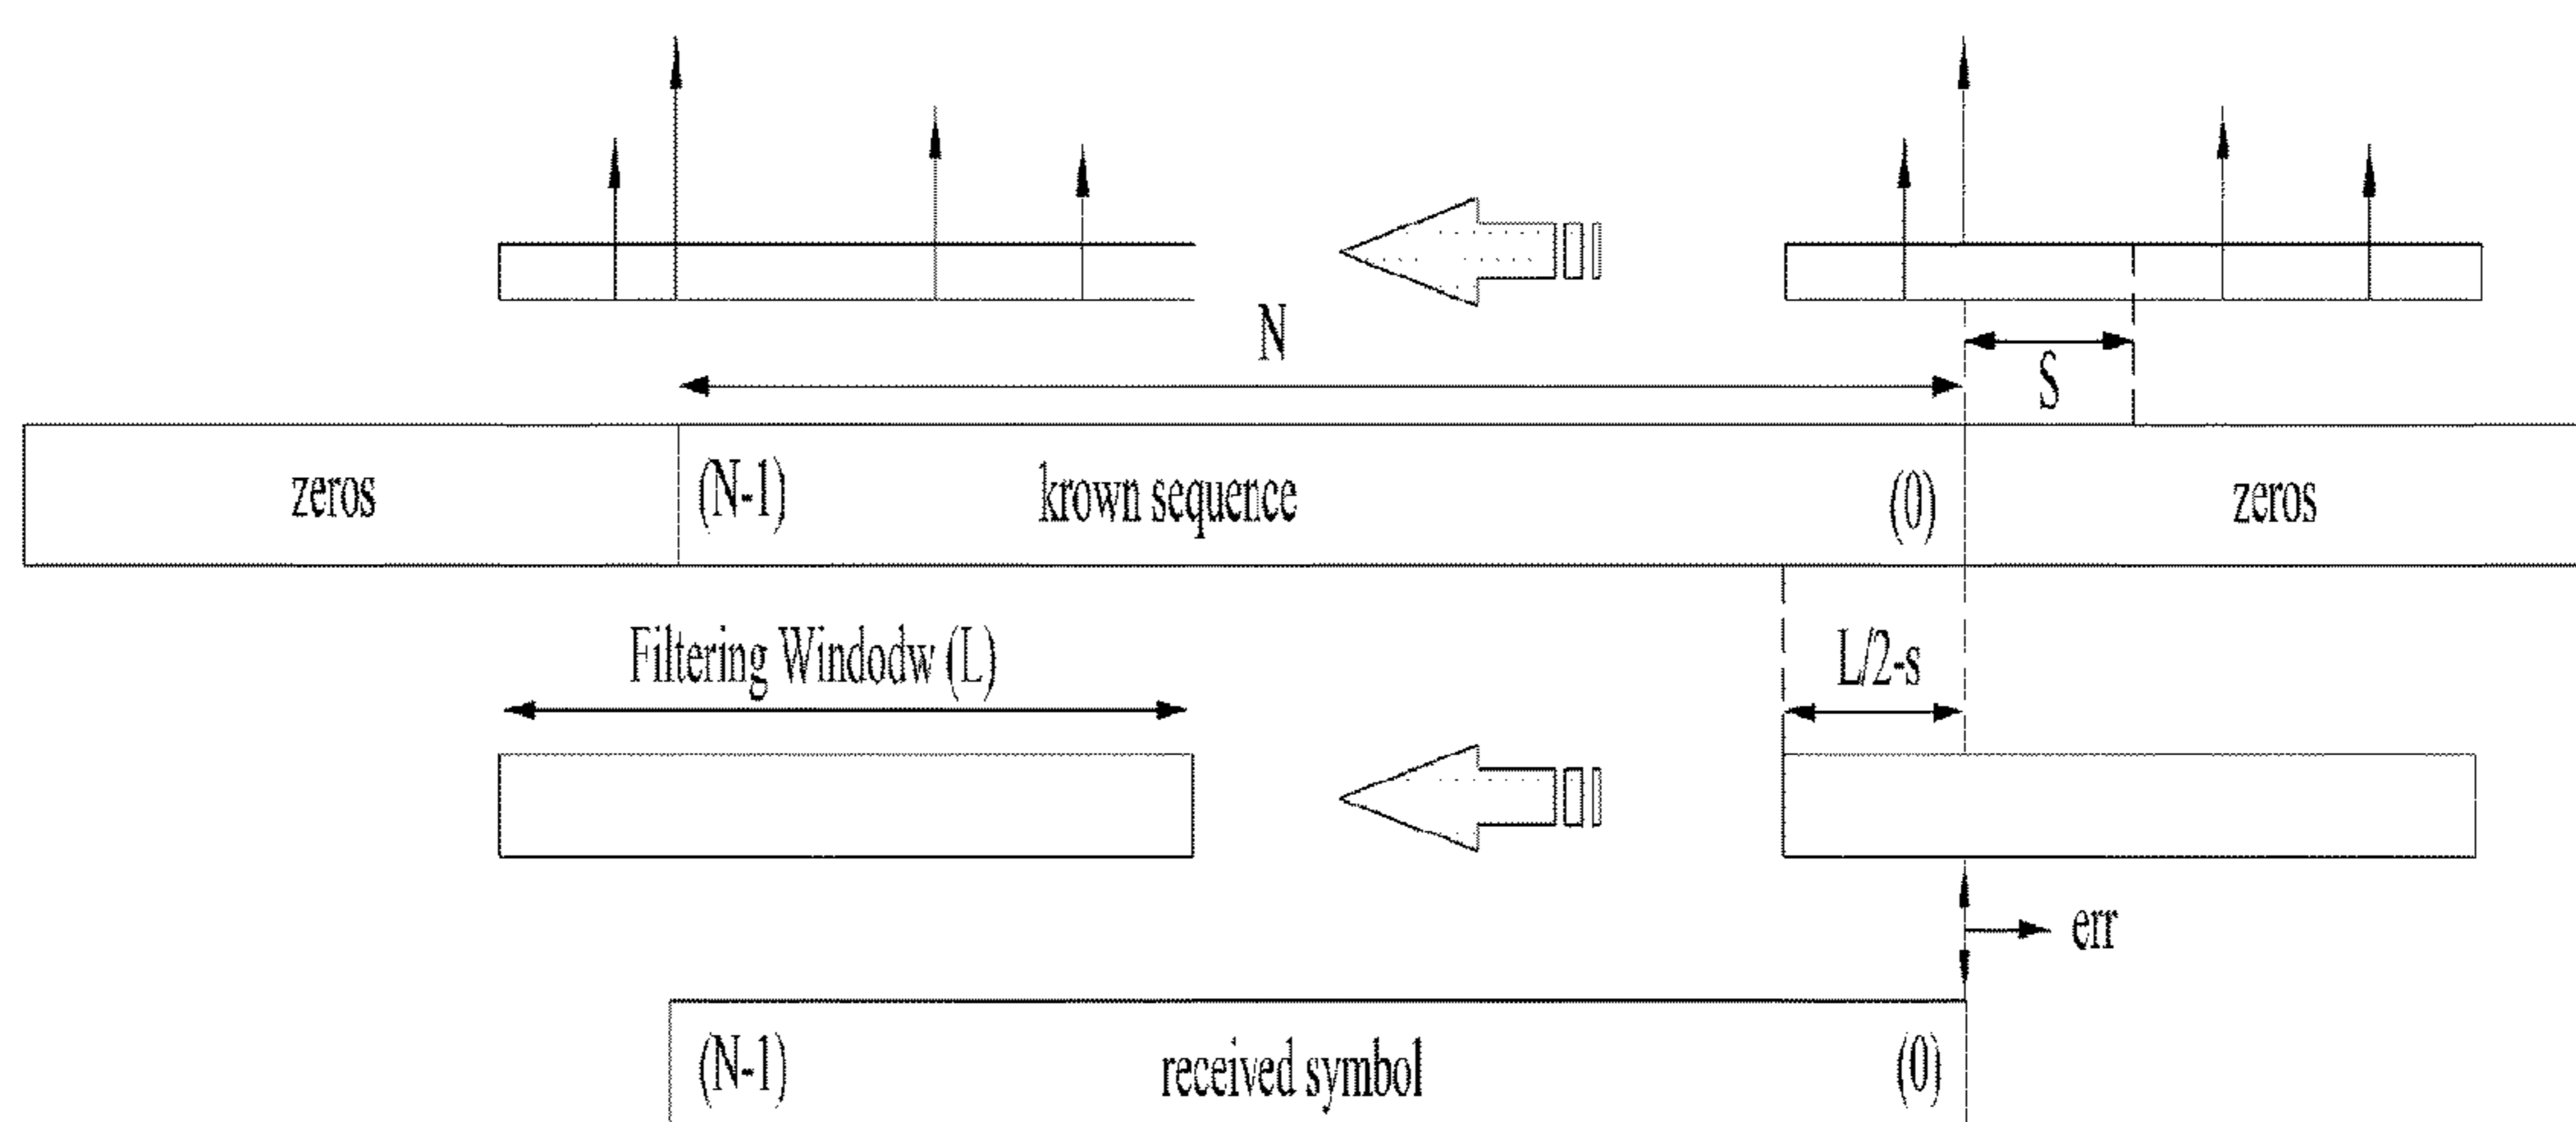 N
S
zeros
(N-1)
krown sequence
(0)
zeros
Filtering Windodw (L)
L/2-s
err
(N-1)
received symbol
(0)